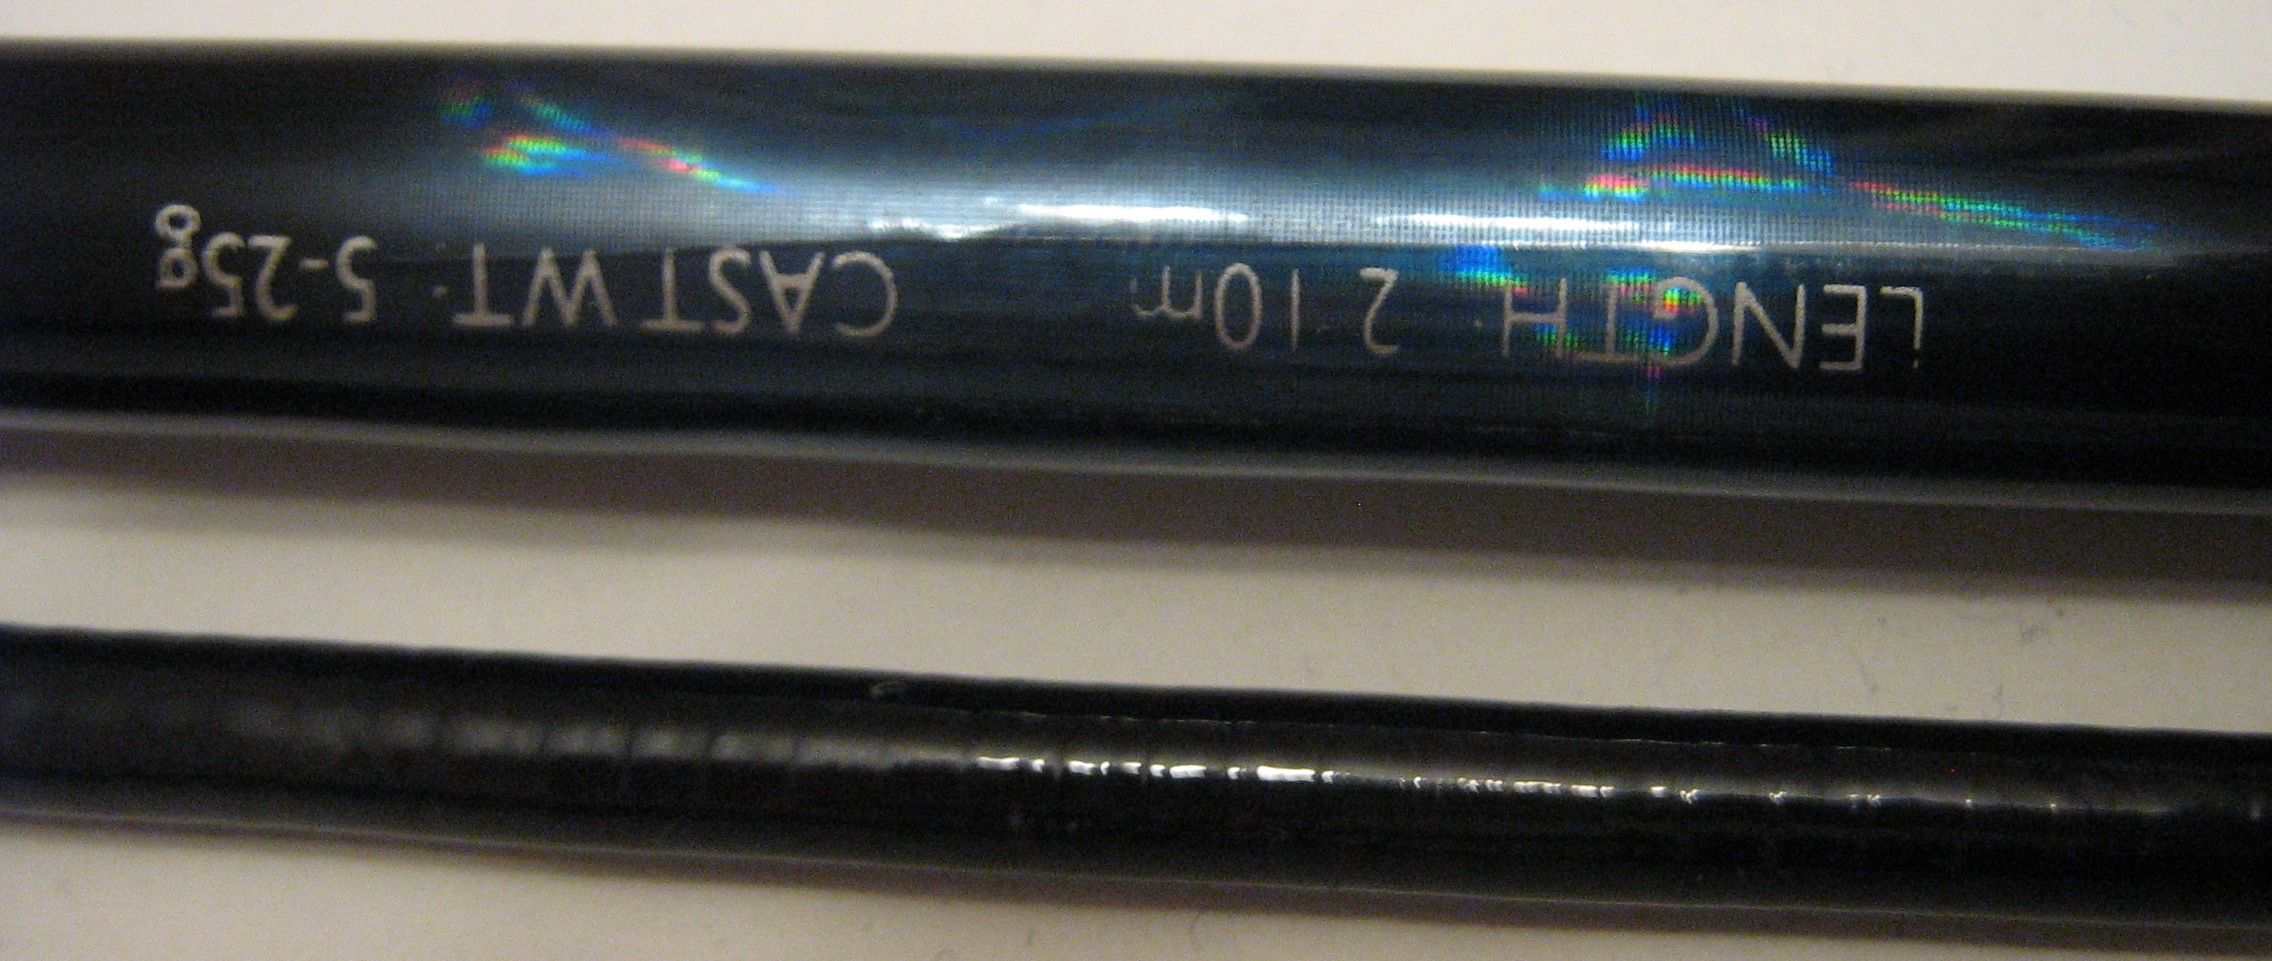 LENGTH: 2.10m CAST WT: 5-25g